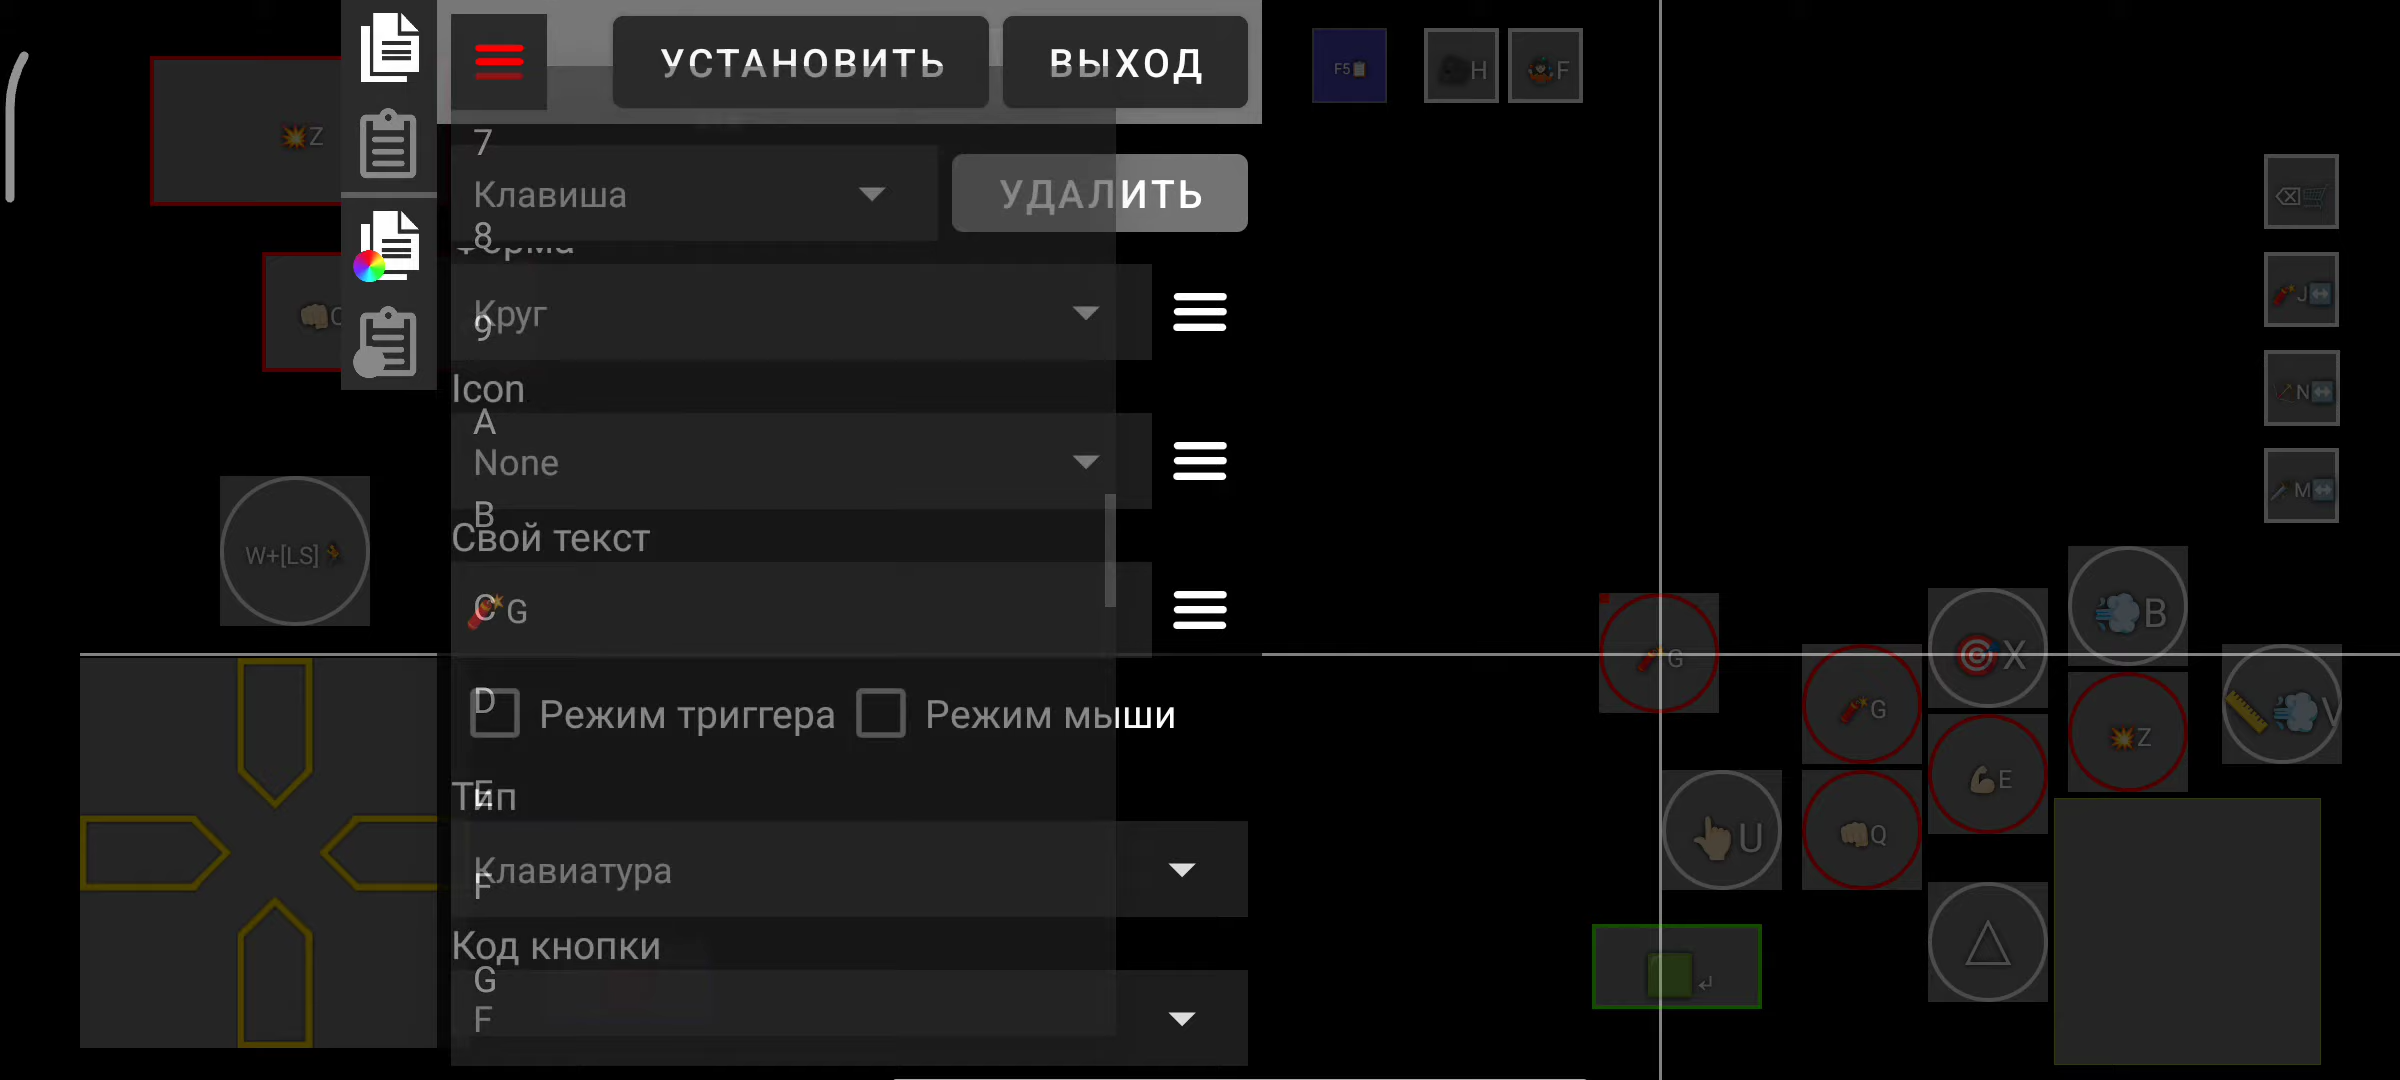 УСТАНОВИТЬ
ВЫХОД
7
Клавиша
УДАЛИТЬ
8
Форма
Круг
9
Icon
A
None
B
Свой текст
C
G
D
Режим триггера
Режим мыши
Тип
E
Клавиатура
F
Код кнопки
G
F
Z
W+[LS]
F5
H
F
J
N
M
B
X
G
G
Z
V
E
U
Q